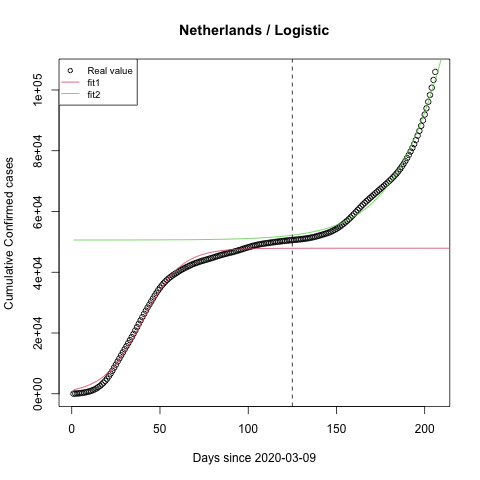 Netherlands / Logistic
Real value
fit1
fit2
Cumulative Confirmed cases
0e+00
2e+04
4e+04
6e+04
8e+04
1e+05
0
50
100
150
200
Days since 2020-03-09